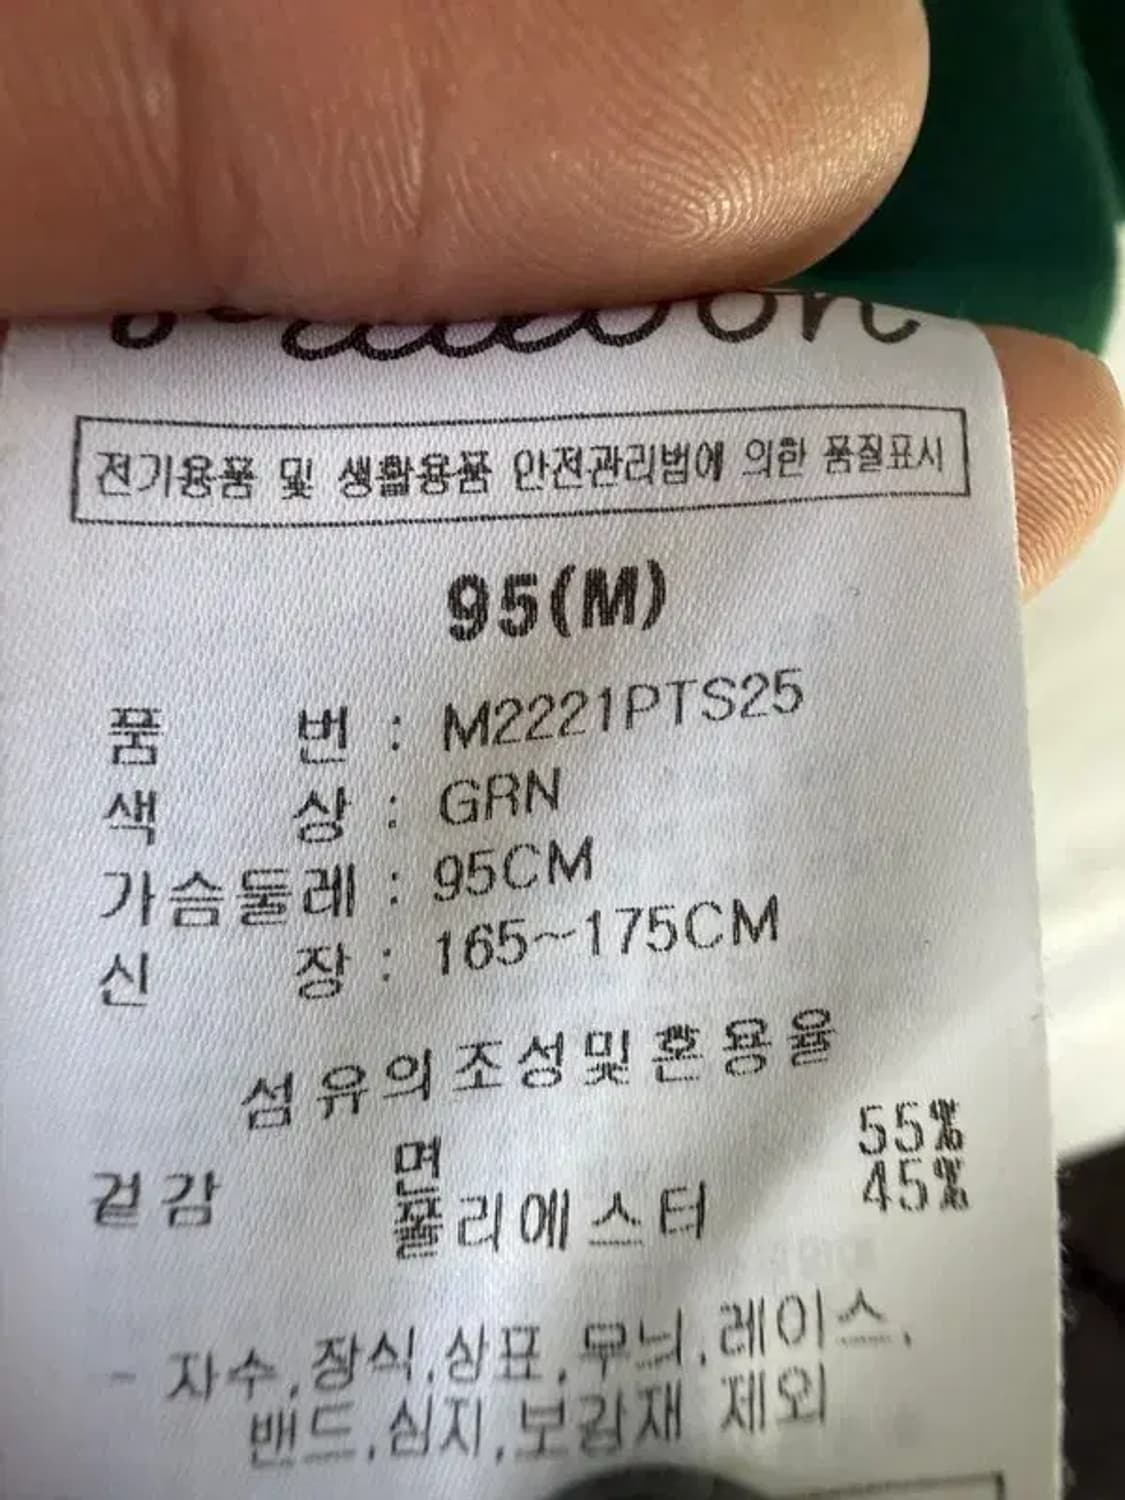 전기용품 및 생활용품 안전관리법에 의한 품질표시
95(M)
품 번 : M2221PTS25
색 상 : GRN
가슴둘레 : 95CM
신 장 : 165~175CM
섬유의조성및혼용율
겉감 면 55%
폴리에스터 45%
- 자수,장식,상표,무늬,레이스,
밴드,심지,보강재 제외